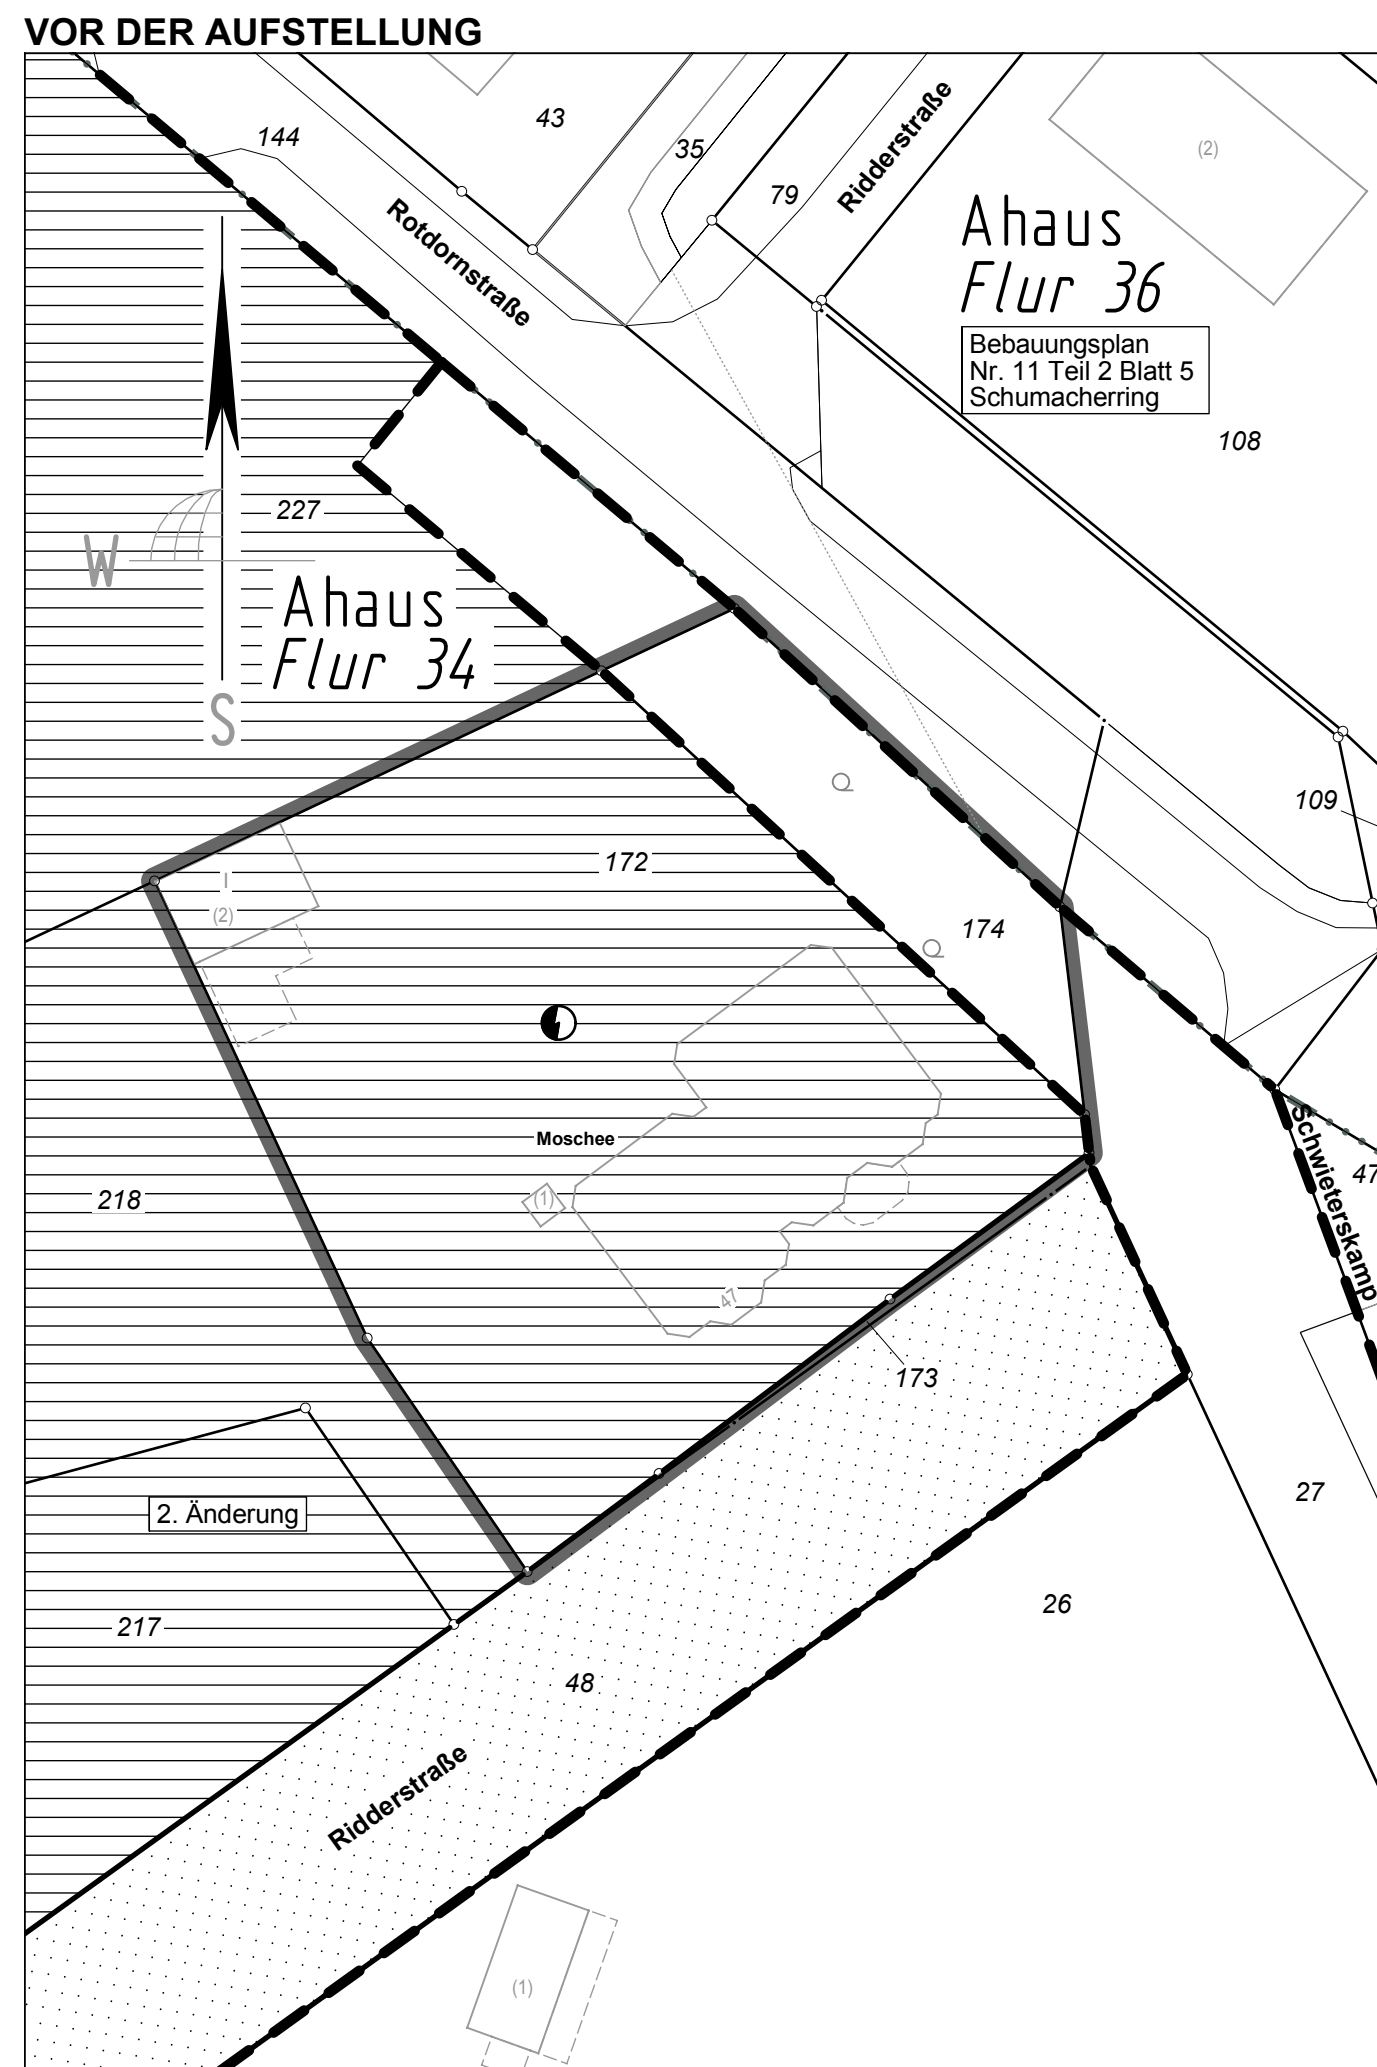 VOR DER AUFSTELLUNG
43
144
35
79
Ridderstraße
(2)
Rotdornstraße
Ahaus
Flur 36
Bebauungsplan
Nr. 11 Teil 2 Blatt 5
Schumacherring
108
227
W
Ahaus
Flur 34
S
109
172
I
(2)
174
Moschee
Schwieterskamp
47
218
(1)
47
173
2. Änderung
27
26
217
48
Ridderstraße
(1)